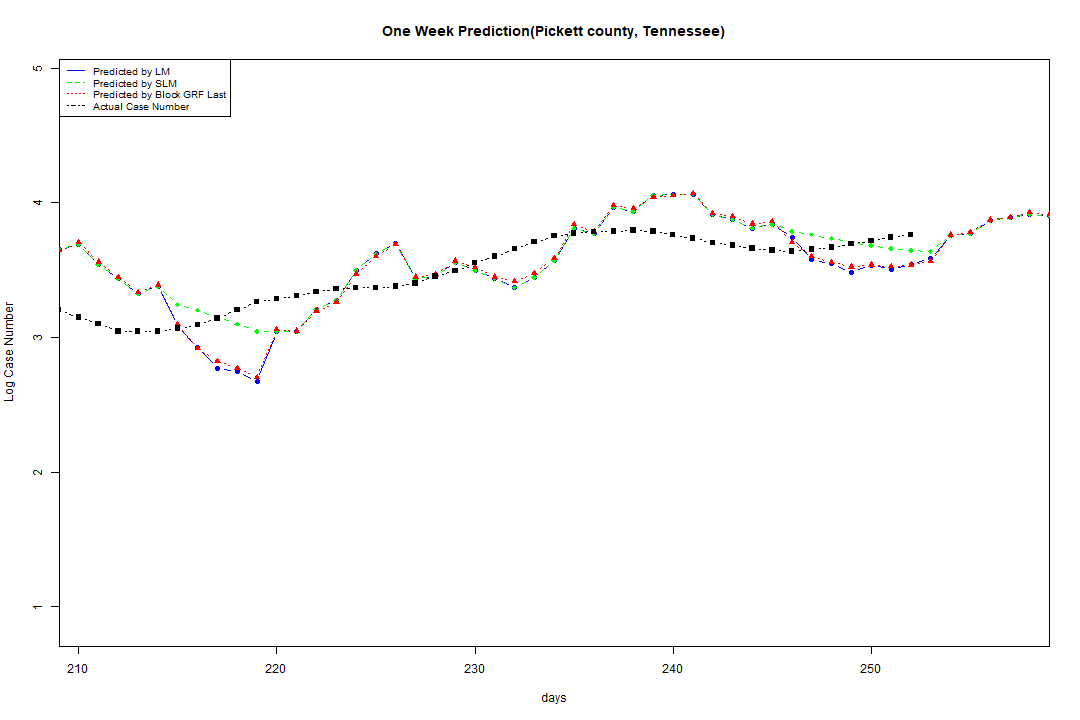 One Week Prediction(Pickett county, Tennessee)
Predicted by LM
Predicted by SLM
Predicted by Block GRF Last
Actual Case Number
5
4
3
2
1
Log Case Number
210 220 230 240 250
days